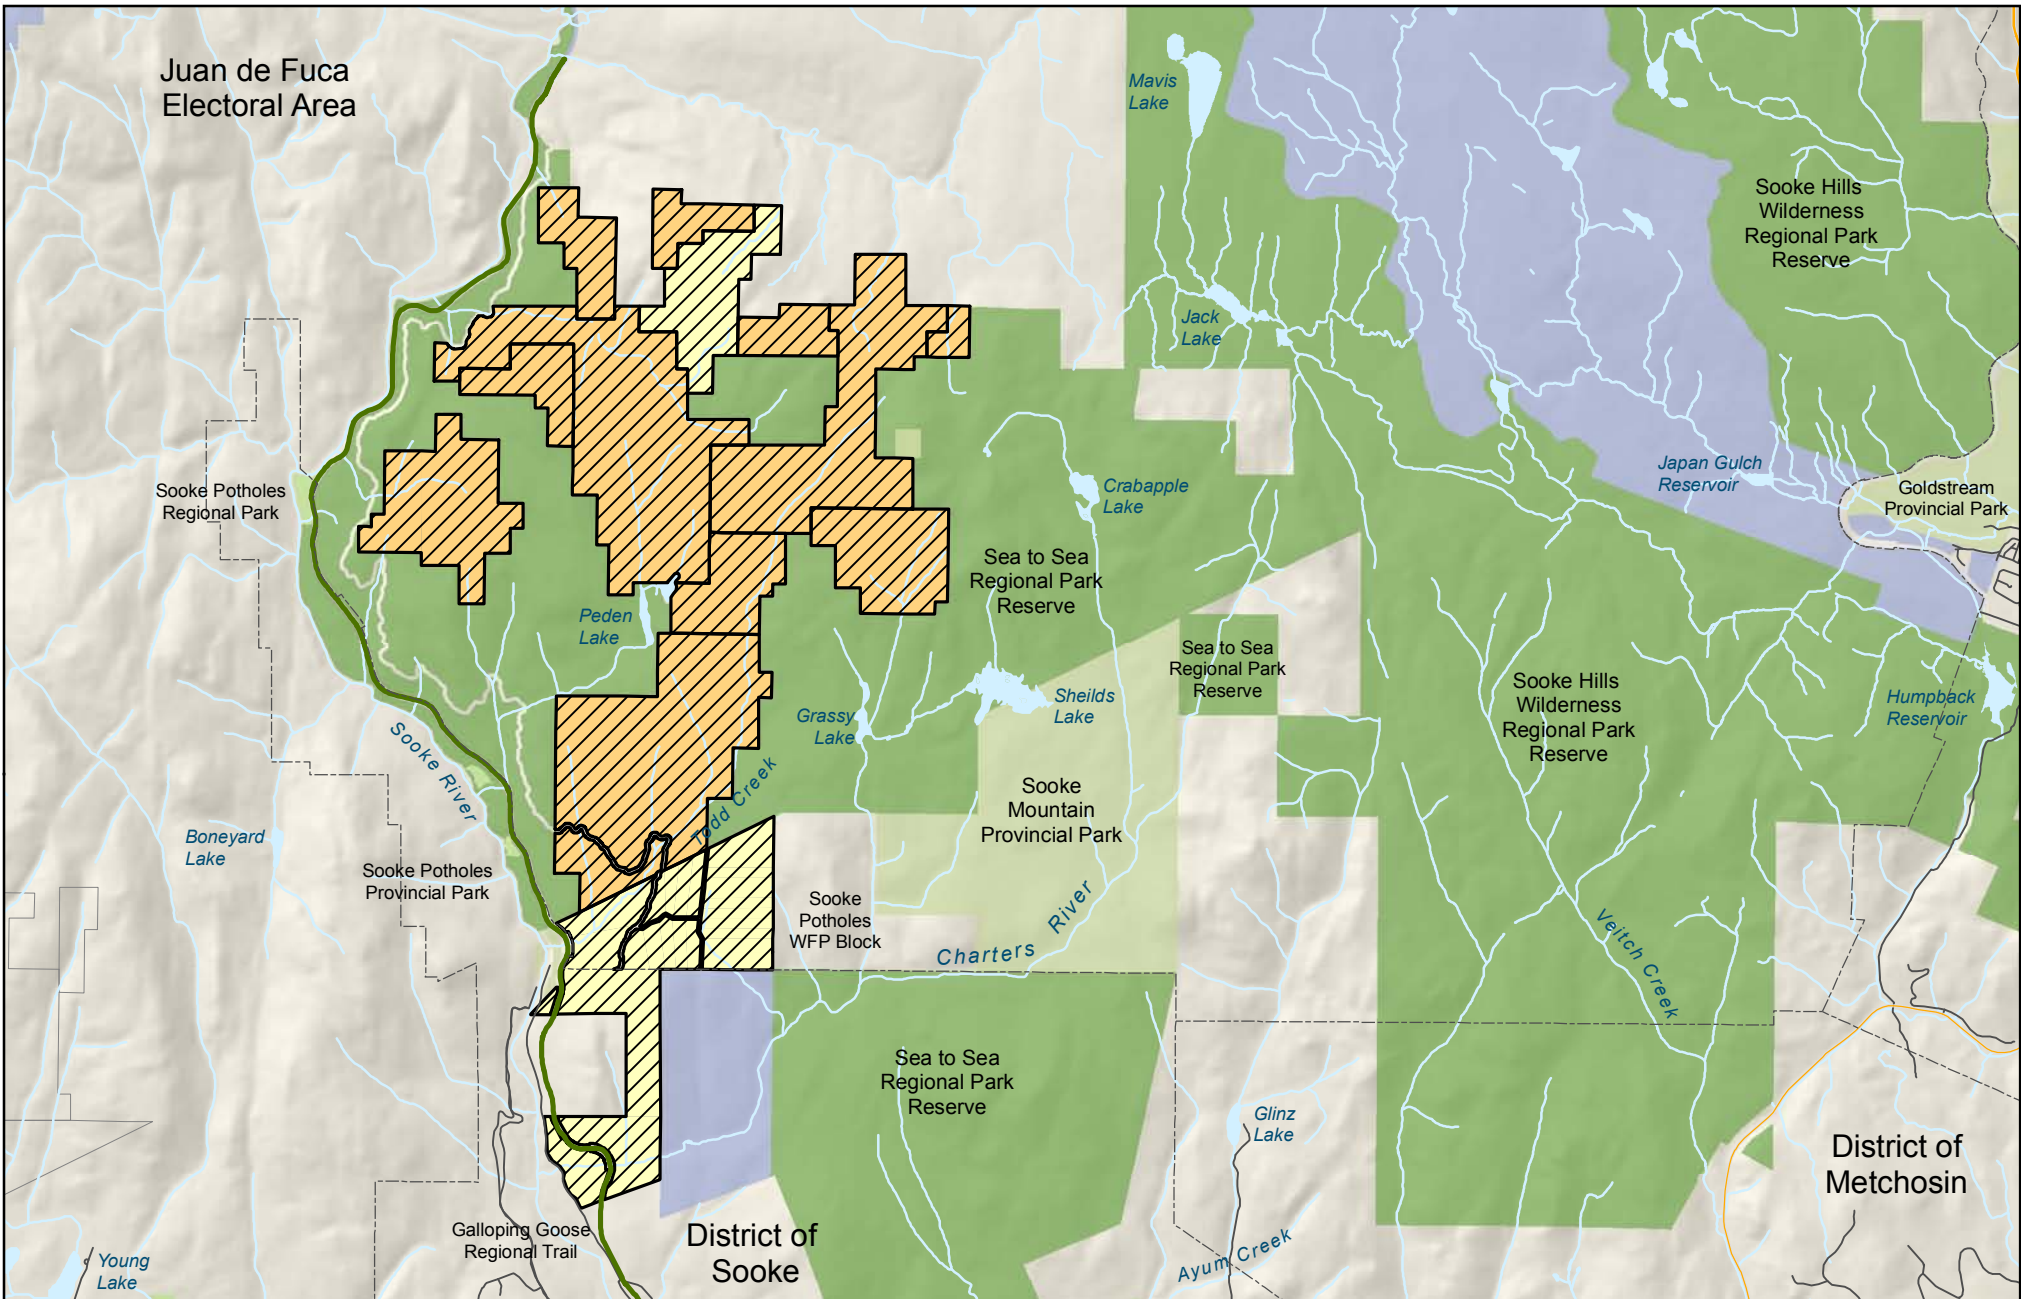 Juan de Fuca
Electoral Area
Mavis
Lake
Sooke Hills
Wilderness
Regional Park
Reserve
Jack
Lake
Sooke Potholes
Regional Park
Crabapple
Lake
Japan Gulch
Reservoir
Goldstream
Provincial Park
Sea to Sea
Regional Park
Reserve
Peden
Lake
Sea to Sea
Regional Park
Reserve
Sooke Hills
Wilderness
Regional Park
Reserve
Humpback
Reservoir
Grassy
Lake
Sheilds
Lake
Sooke River
Todd Creek
Sooke
Mountain
Provincial Park
Boneyard
Lake
Sooke Potholes
Provincial Park
Sooke
Potholes
WFP Block
Charters River
Veitch Creek
Sea to Sea
Regional Park
Reserve
Glinz
Lake
District of
Metchosin
Galloping Goose
Regional Trail
District of
Sooke
Ayum Creek
Young
Lake